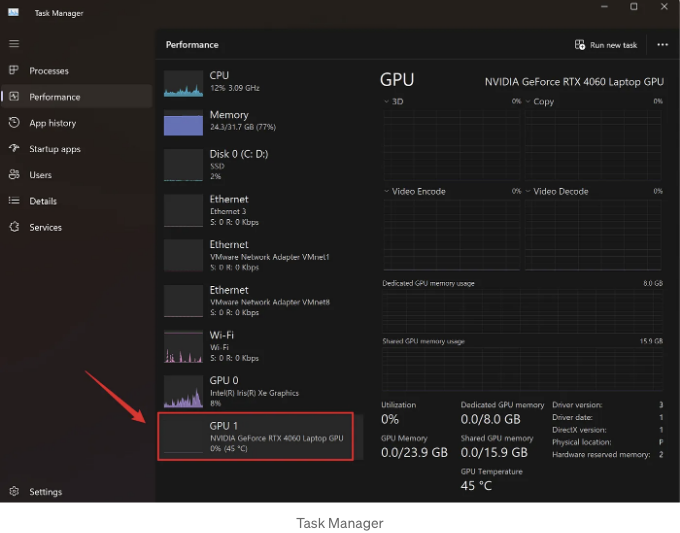 Task Manager
Processes
Performance
App history
Startup apps
Users
Details
Services
Settings
Performance
Run new task
CPU
12% 3.09 GHz
Memory
24.3/31.7 GB (77%)
Disk 0 (C: D:)
SSD
2%
Ethernet
Ethernet 3
S: 0 R: 0 Kbps
Ethernet
VMware Network Adapter VMnet1
S: 0 R: 0 Kbps
Ethernet
VMware Network Adapter VMnet8
S: 0 R: 0 Kbps
Wi-Fi
Wi-Fi
S: 0 R: 0 Kbps
GPU 0
Intel(R) Iris(R) Xe Graphics
8%
GPU 1
NVIDIA GeForce RTX 4060 Laptop GPU
0% (45 °C)
GPU NVIDIA GeForce RTX 4060 Laptop GPU
3D 0% Copy 0%
Video Encode 0% Video Decode 0%
Dedicated GPU memory usage 8.0 GB
Shared GPU memory usage 15.9 GB
Utilization
0%
GPU Memory
0.0/23.9 GB
Dedicated GPU memory
0.0/8.0 GB
Shared GPU memory
0.0/15.9 GB
GPU Temperature
45 °C
Driver version: 3
Driver date: 1
DirectX version: 1
Physical location: P
Hardware reserved memory: 2
Task Manager